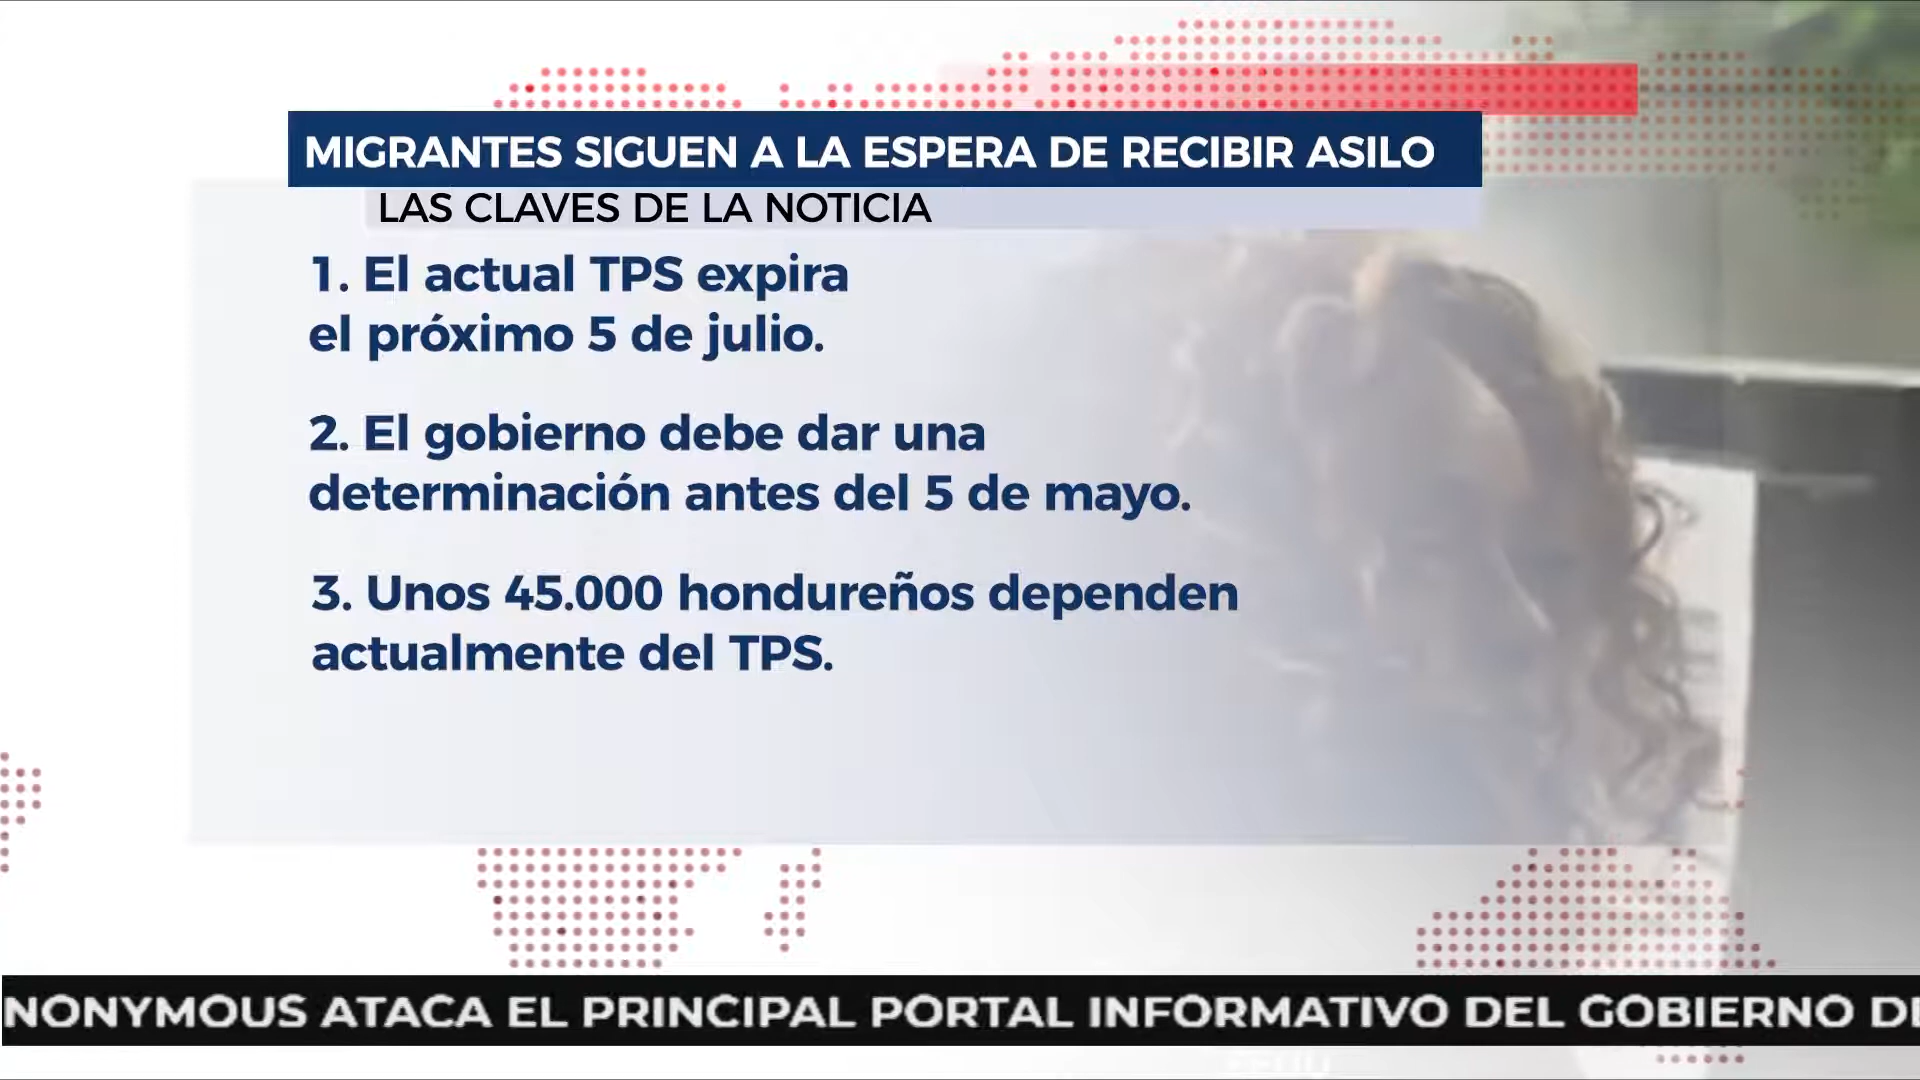 MIGRANTES SIGUEN A LA ESPERA DE RECIBIR ASILO
LAS CLAVES DE LA NOTICIA
1. El actual TPS expira
el próximo 5 de julio.
2. El gobierno debe dar una
determinación antes del 5 de mayo.
3. Unos 45.000 hondureños dependen
actualmente del TPS.
NONYMOUS ATACA EL PRINCIPAL PORTAL INFORMATIVO DEL GOBIERNO DE